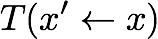 T(x′ ← x)